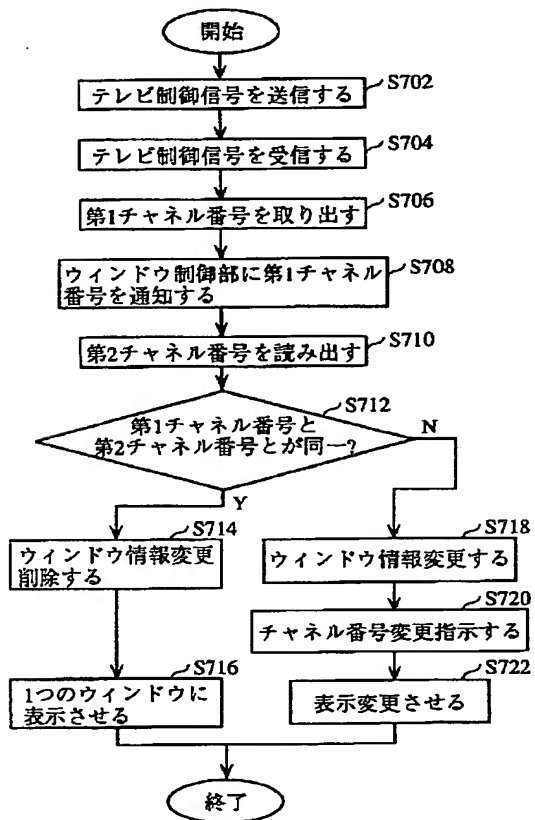 開始
テレビ制御信号を送信する
S702
テレビ制御信号を受信する
S704
第1チャネル番号を取り出す
S706
ウィンドウ制御部に第1チャネル
番号を通知する
S708
第2チャネル番号を読み出す
S710
第1チャネル番号と
第2チャネル番号とが同一?
S712
N
Y
S714
ウィンドウ情報変更
削除する
S718
ウィンドウ情報変更する
S720
チャネル番号変更指示する
S716
1つのウィンドウに
表示させる
S722
表示変更させる
終了